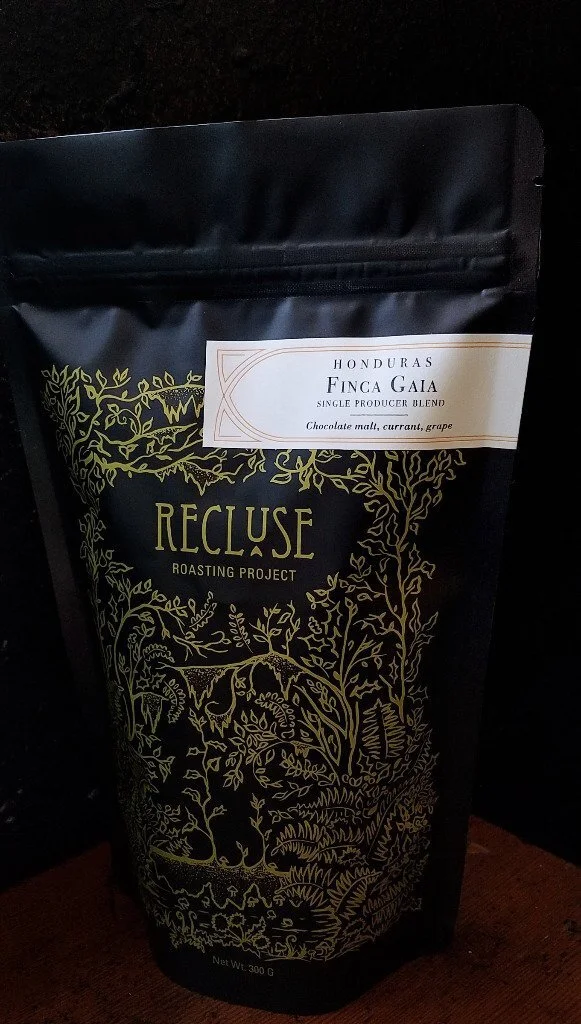 HONDURAS
FINCA GAIA
SINGLE PRODUCER BLEND
Chocolate malt, currant, grape
RECLUSE
ROASTING PROJECT
Net Wt. 300 G